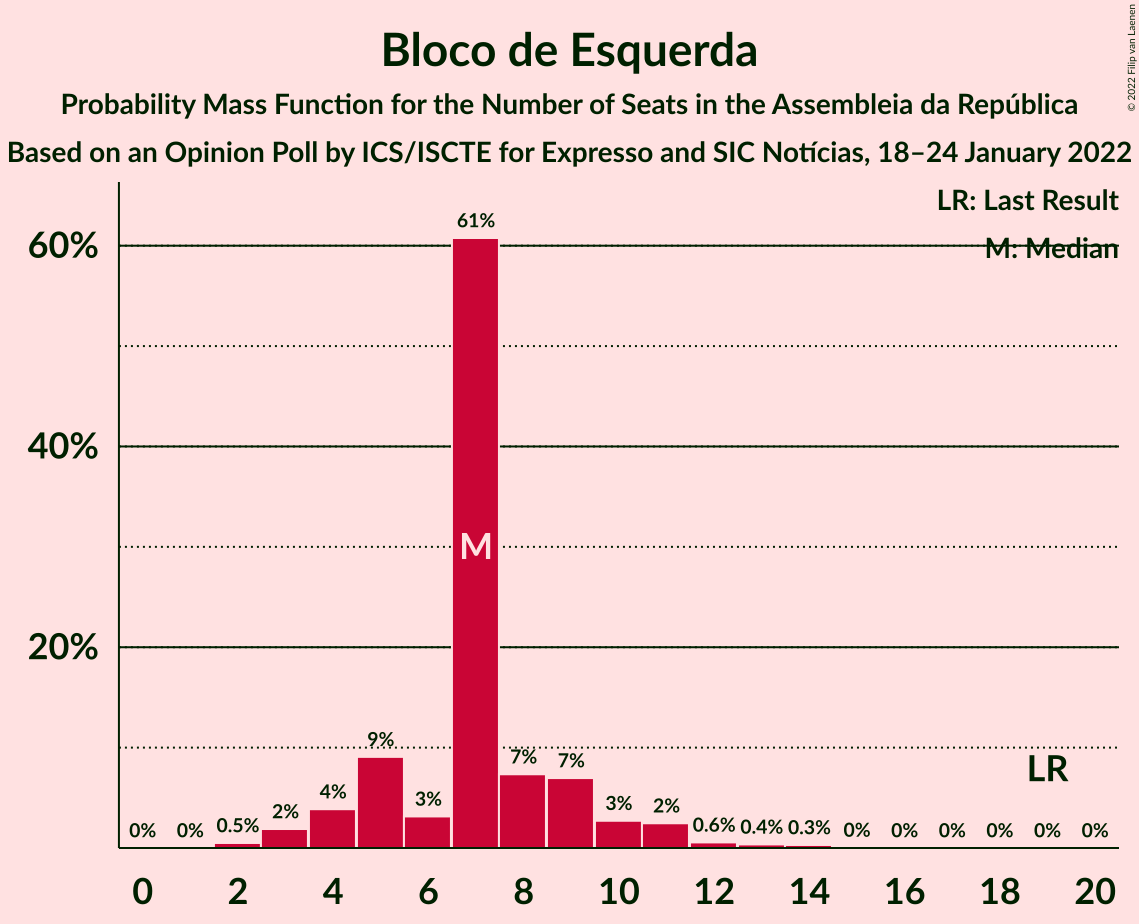 Bloco de Esquerda
Probability Mass Function for the Number of Seats in the Assembleia da República
Based on an Opinion Poll by ICS/ISCTE for Expresso and SIC Notícias, 18–24 January 2022
© 2022 Filip van Laenen
LR: Last Result
M: Median
60%
40%
20%
0% 0% 0.5% 2% 4% 9% 3% 61% 7% 7% 3% 2% 0.6% 0.4% 0.3% 0% 0% 0% 0% 0% 0%
M
LR
0 2 4 6 8 10 12 14 16 18 20